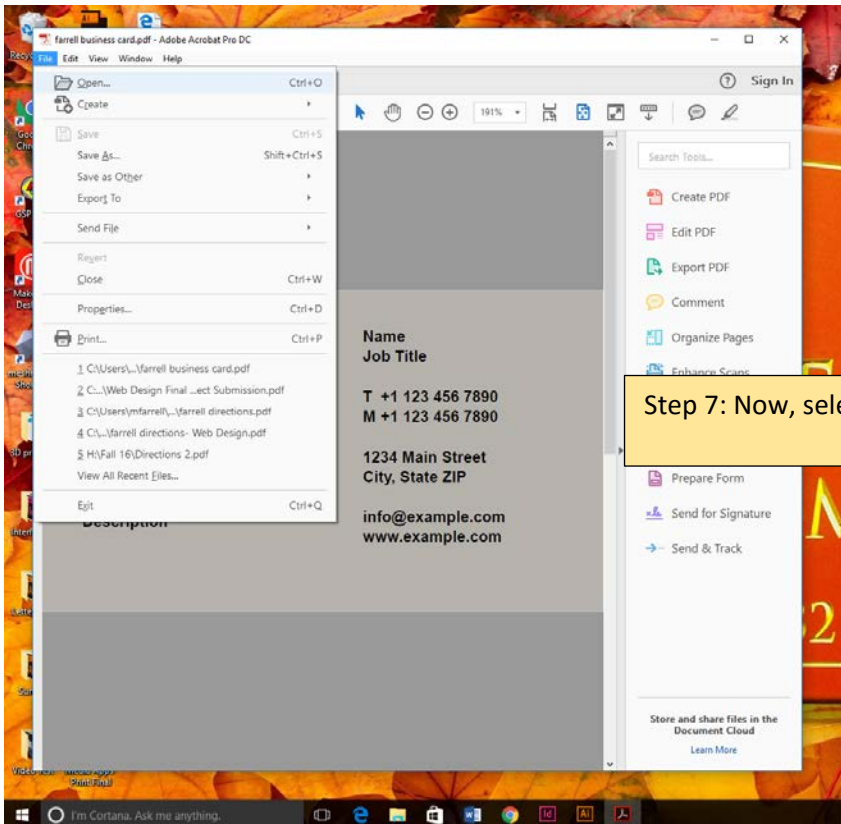 farrell business card.pdf - Adobe Acrobat Pro DC
File Edit View Window Help
Open... Ctrl+O
Create
Save Ctrl+S
Save As... Shift+Ctrl+S
Save as Other
Export To
Send File
Revert
Close Ctrl+W
Properties... Ctrl+D
Print... Ctrl+P
1 C:\Users\...\farrell business card.pdf
2 C:...\Web Design Final ...ect Submission.pdf
3 C:\Users\mfarrell\...\farrell directions.pdf
4 C:\...\farrell directions- Web Design.pdf
5 H:\Fall 16\Directions 2.pdf
View All Recent Files...
Exit Ctrl+Q
Sign In
191%
Name
Job Title
T +1 123 456 7890
M +1 123 456 7890
1234 Main Street
City, State ZIP
info@example.com
www.example.com
Description
Search Tools...
Create PDF
Edit PDF
Export PDF
Comment
Organize Pages
Enhance Scans
Step 7: Now, sele
Prepare Form
Send for Signature
Send & Track
Store and share files in the
Document Cloud
Learn More
Print Final
I'm Cortana. Ask me anything.